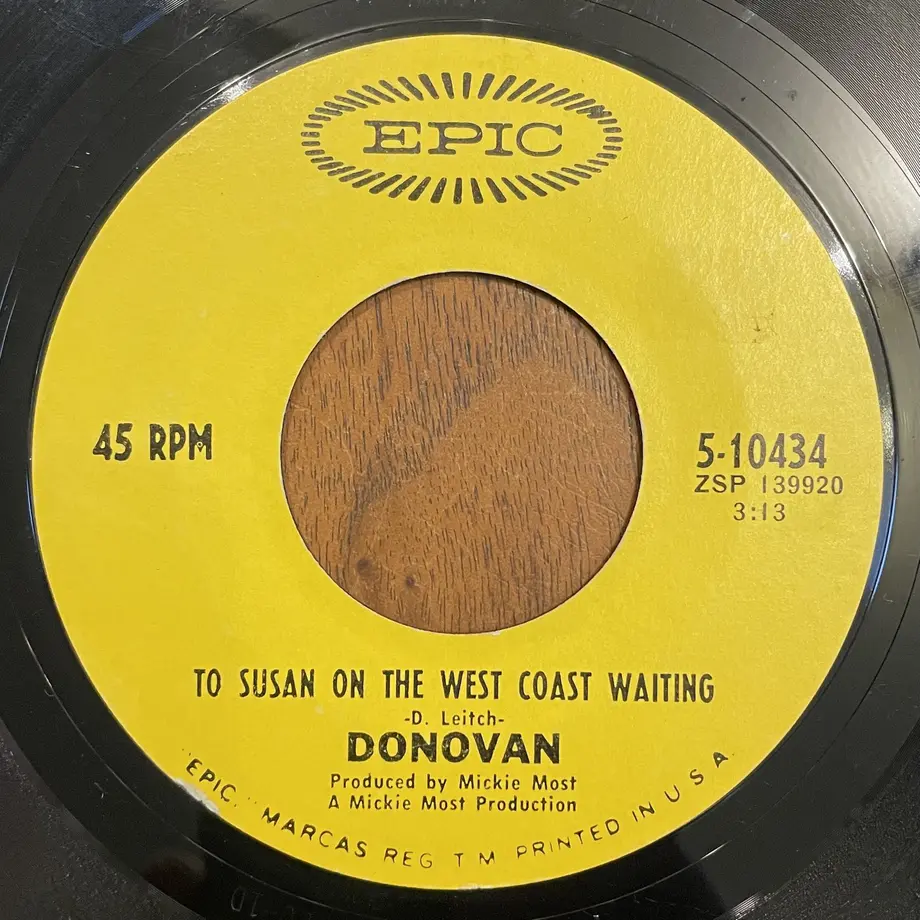 EPIC
45 RPM
5-10434
ZSP 139920
3:13
TO SUSAN ON THE WEST COAST WAITING
-D. Leitch-
DONOVAN
Produced by Mickie Most
A Mickie Most Production
"EPIC," MARCAS REG T M PRINTED IN U S A